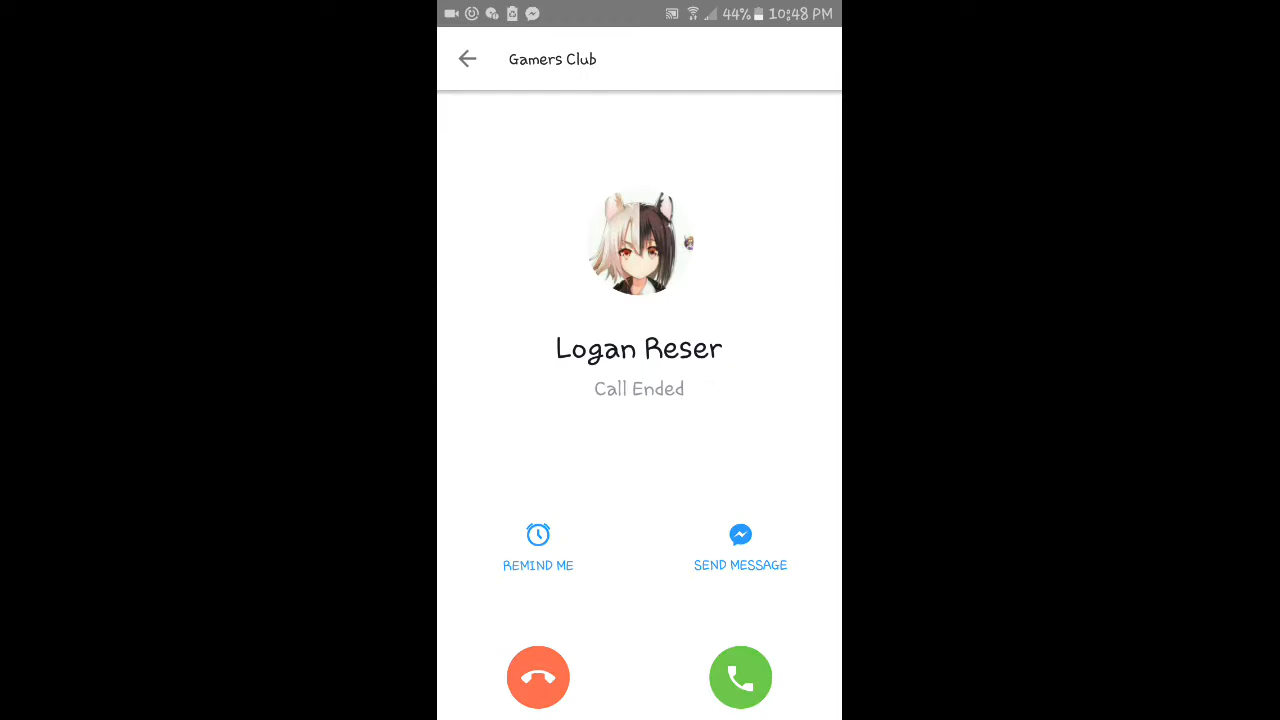 44% 10:48 PM
Gamers Club
Logan Reser
Call Ended
REMIND ME
SEND MESSAGE